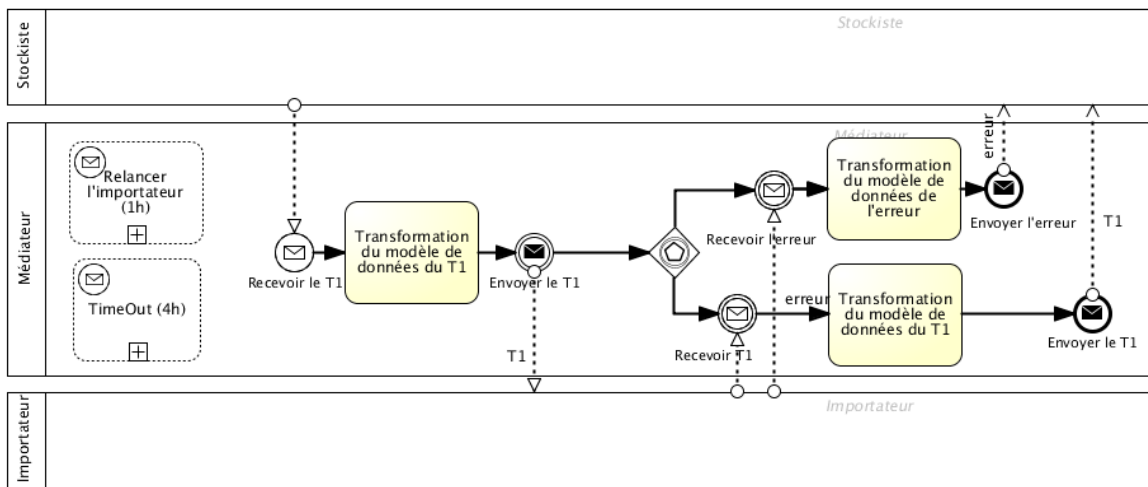 Stockiste
Stockiste
Médiateur
Médiateur
Relancer
l'importateur
(1h)
TimeOut (4h)
Recevoir le T1
Transformation
du modèle de
données du T1
Envoyer le T1
T1
Recevoir l'erreur
Transformation
du modèle de
données de
l'erreur
Envoyer l'erreur
erreur
Recevoir T1
erreur
Transformation
du modèle de
données du T1
Envoyer le T1
T1
Importateur
Importateur